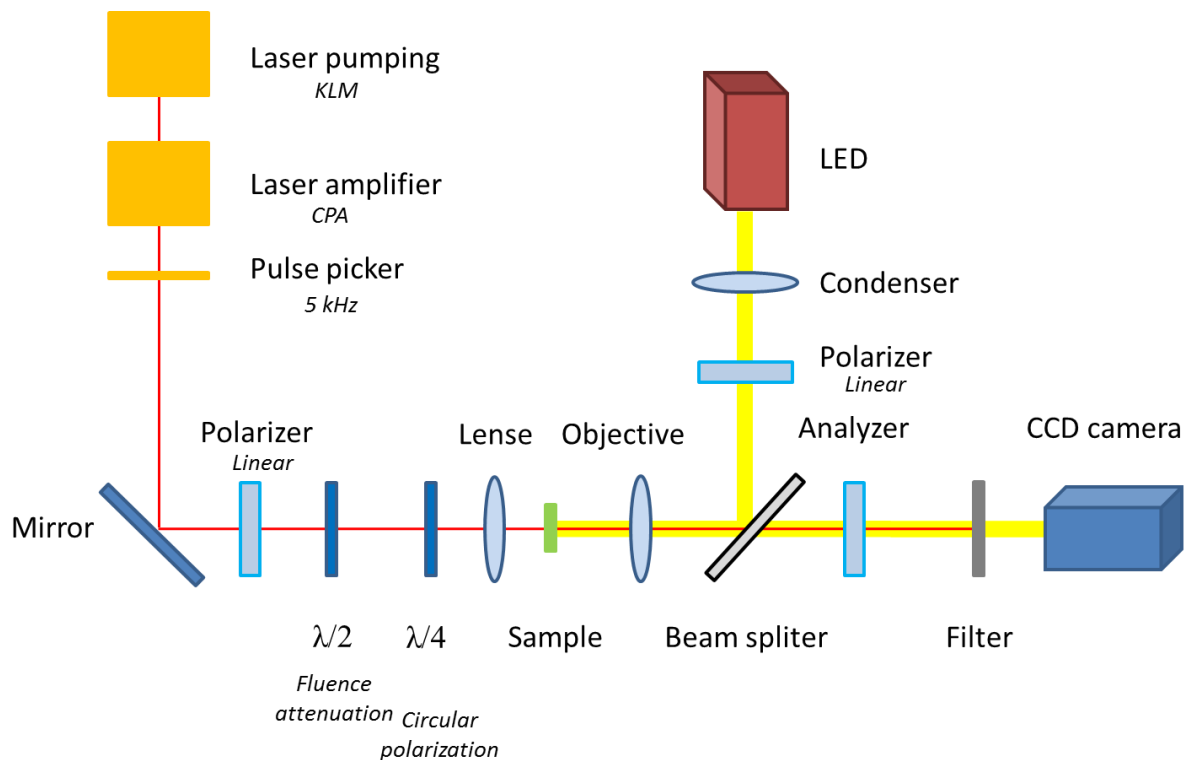 Laser pumping
KLM
Laser amplifier
CPA
Pulse picker
5 kHz
LED
Condenser
Polarizer
Linear
Mirror
Polarizer
Linear
Lense
Objective
Analyzer
CCD camera
λ/2
Fluence
attenuation
λ/4
Circular
polarization
Sample
Beam spliter
Filter